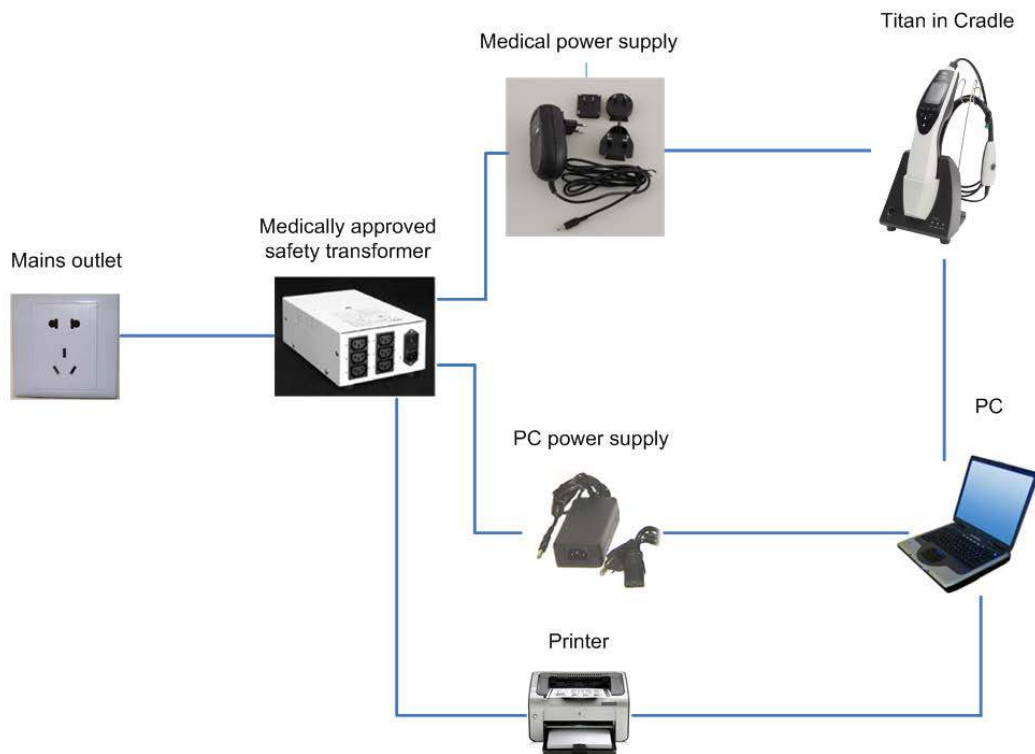 Titan in Cradle
Medical power supply
Medically approved
safety transformer
Mains outlet
PC
PC power supply
Printer